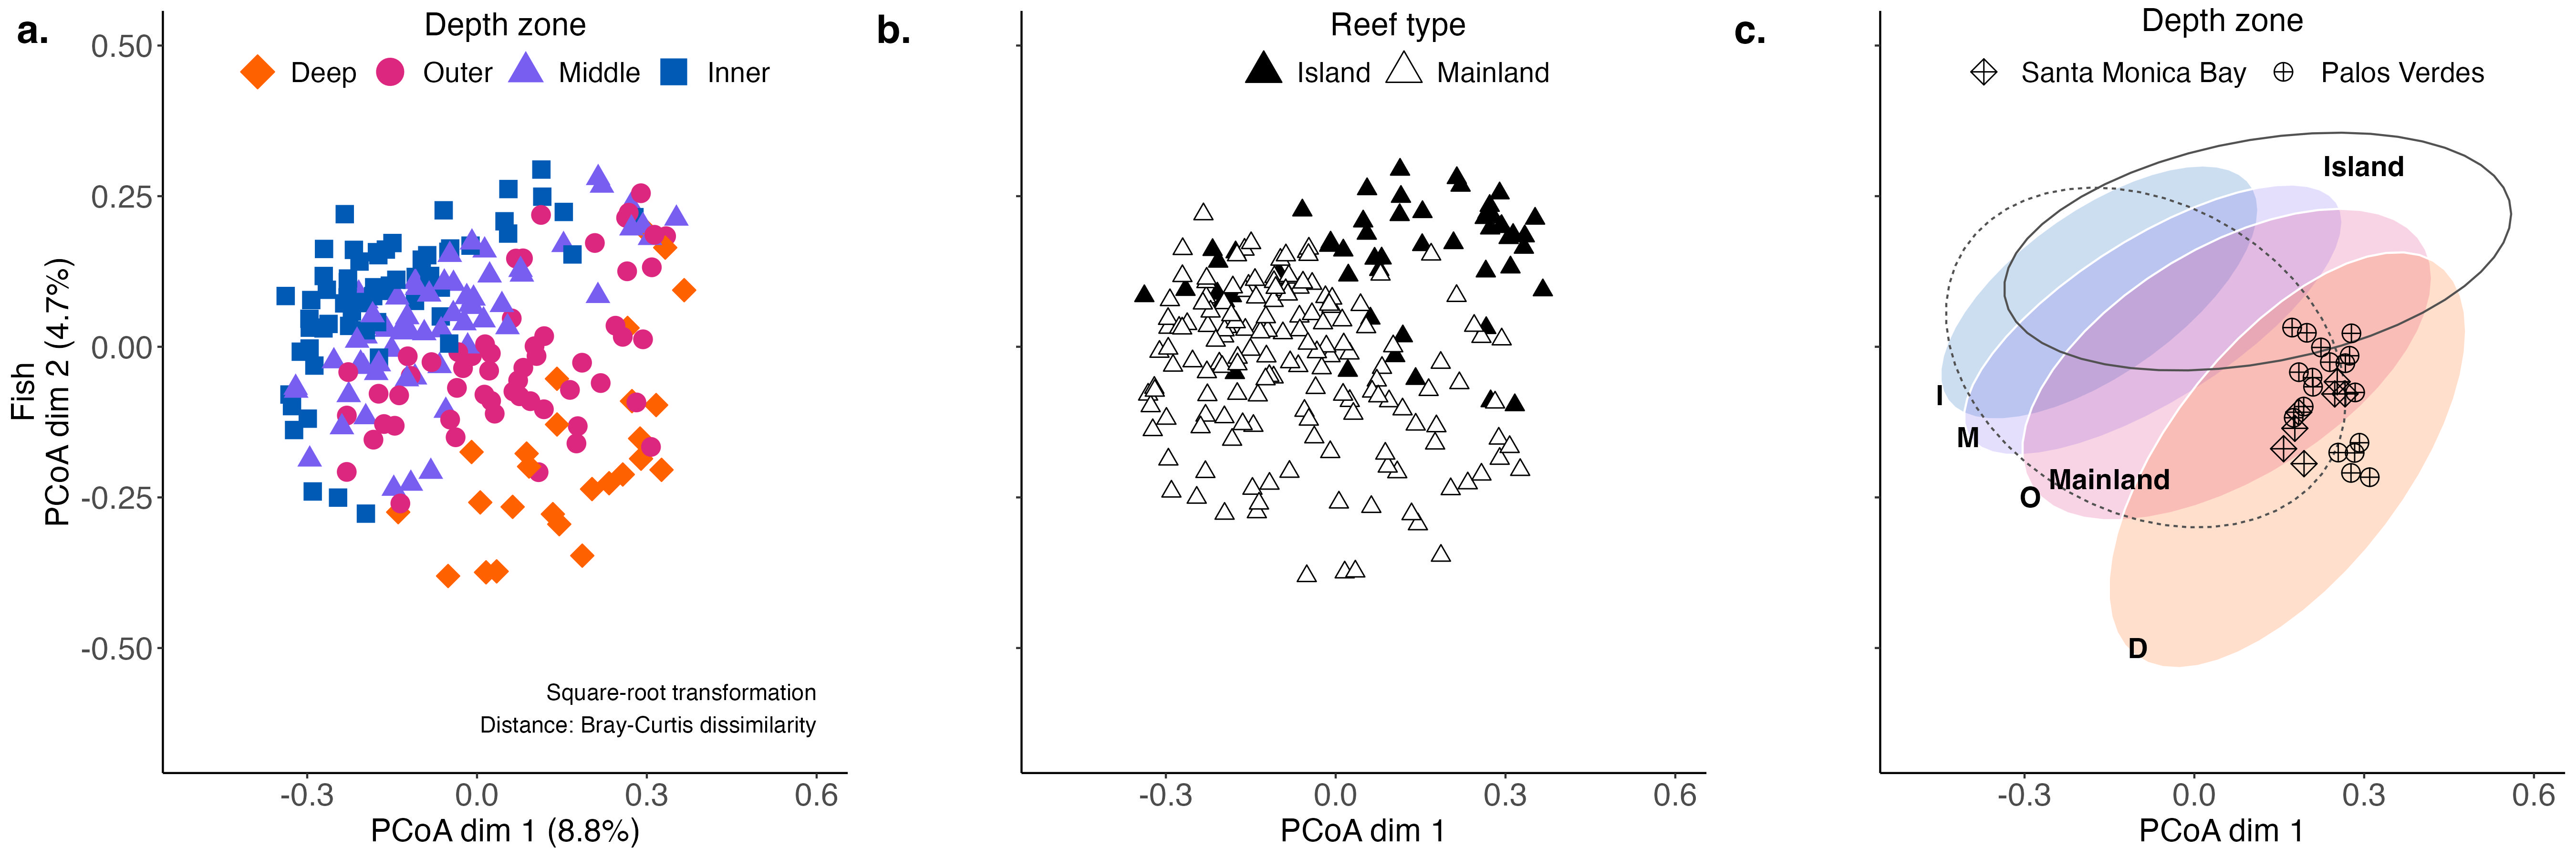 a.
Depth zone
Deep
Outer
Middle
Inner
Fish
PCoA dim 2 (4.7%)
0.50
0.25
0.00
-0.25
-0.50
Square-root transformation
Distance: Bray-Curtis dissimilarity
-0.3
0.0
0.3
0.6
PCoA dim 1 (8.8%)
b.
Reef type
Island
Mainland
-0.3
0.0
0.3
0.6
PCoA dim 1
c.
Depth zone
Santa Monica Bay
Palos Verdes
Island
I
M
Mainland
O
D
-0.3
0.0
0.3
0.6
PCoA dim 1